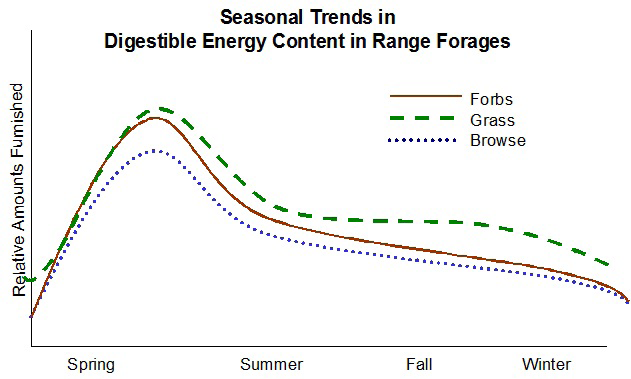 Seasonal Trends in
Digestible Energy Content in Range Forages
Relative Amounts Furnished
Forbs
Grass
Browse
Spring Summer Fall Winter